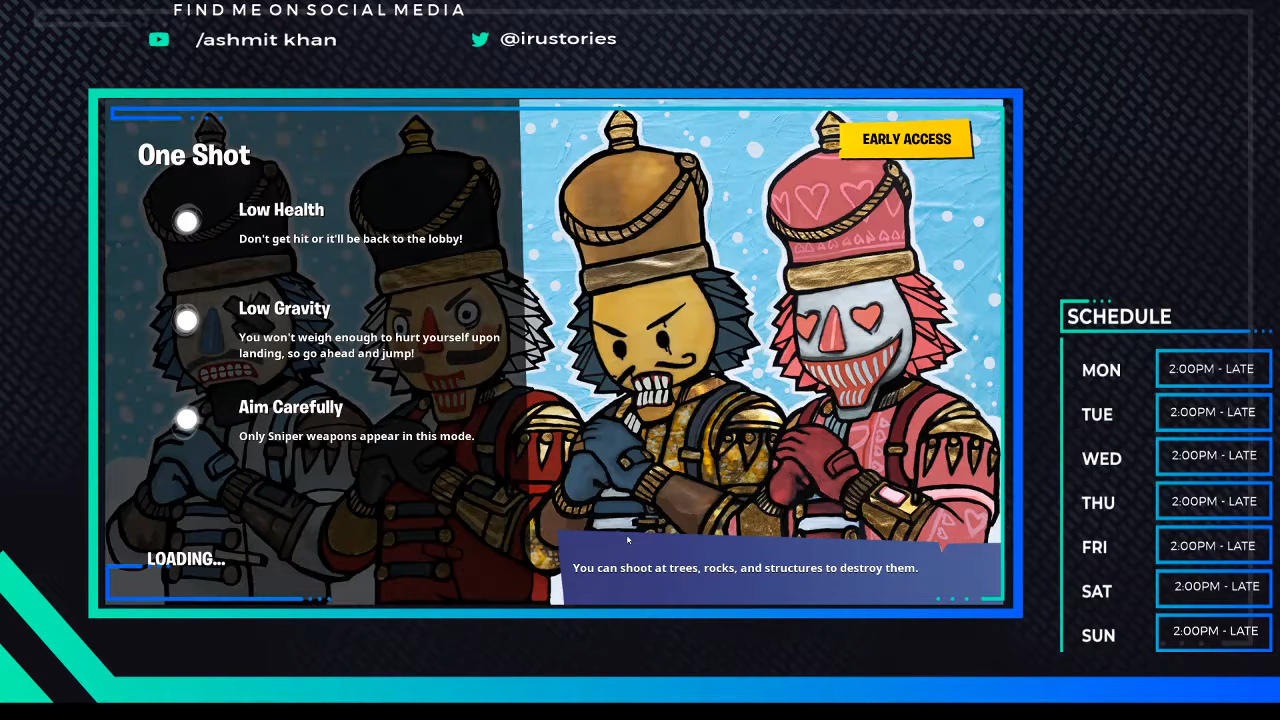 FIND ME ON SOCIAL MEDIA
/ashmit khan
@irustories
One Shot
EARLY ACCESS
Low Health
Don't get hit or it'll be back to the lobby!
Low Gravity
You won't weigh enough to hurt yourself upon
landing, so go ahead and jump!
Aim Carefully
Only Sniper weapons appear in this mode.
LOADING...
You can shoot at trees, rocks, and structures to destroy them.
SCHEDULE
MON 2:00PM - LATE
TUE 2:00PM - LATE
WED 2:00PM - LATE
THU 2:00PM - LATE
FRI 2:00PM - LATE
SAT 2:00PM - LATE
SUN 2:00PM - LATE